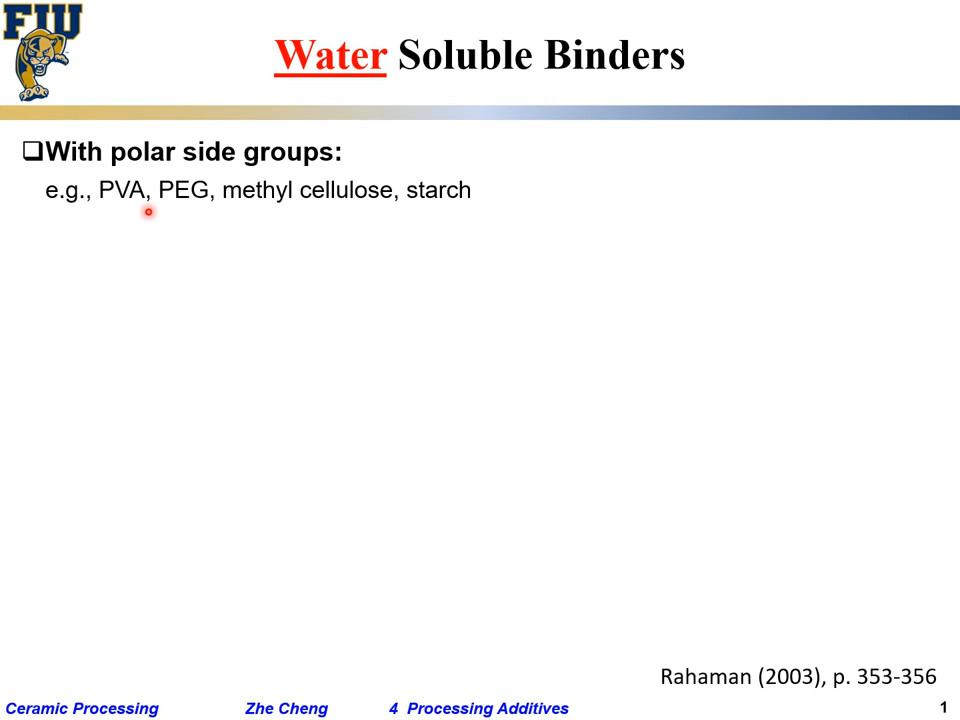 FIU
Water Soluble Binders
❑With polar side groups:
e.g., PVA, PEG, methyl cellulose, starch
Rahaman (2003), p. 353-356
Ceramic Processing Zhe Cheng 4 Processing Additives 1